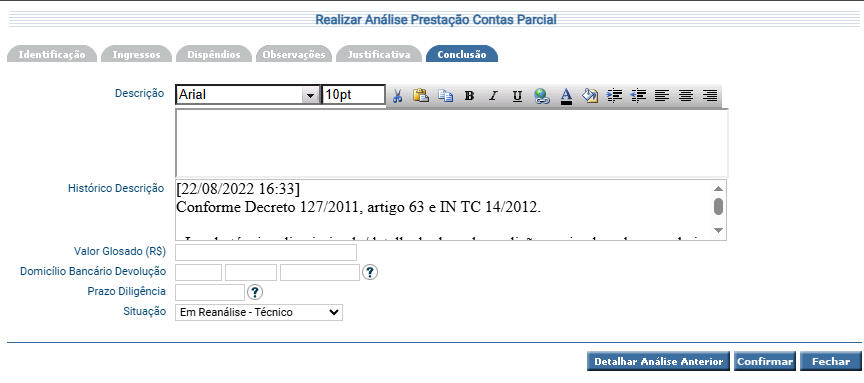 Realizar Análise Prestação Contas Parcial
Identificação Ingressos Dispêndios Observações Justificativa Conclusão
Descrição Arial 10pt B I U A
Histórico Descrição [22/08/2022 16:33]
Conforme Decreto 127/2011, artigo 63 e IN TC 14/2012.
Valor Glosado (R$)
Domicílio Bancário Devolução ?
Prazo Diligência ?
Situação Em Reanálise - Técnico
Detalhar Análise Anterior Confirmar Fechar